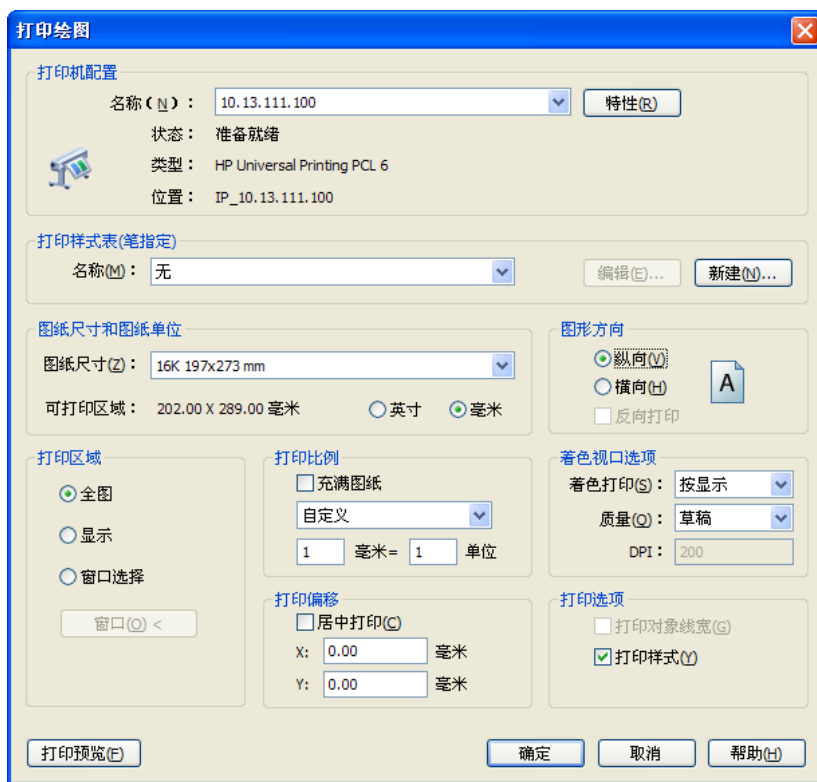 打印绘图
打印机配置
名称(N)： 10.13.111.100 特性(R)
状态： 准备就绪
类型： HP Universal Printing PCL 6
位置： IP_10.13.111.100
打印样式表(笔指定)
名称(M)： 无 编辑(E)... 新建(N)...
图纸尺寸和图纸单位
图纸尺寸(Z)： 16K 197x273 mm
可打印区域： 202.00 X 289.00 毫米 英寸 毫米
图形方向
纵向(V)
横向(H)
反向打印
A
打印区域
全图
显示
窗口选择
窗口(O) <
打印比例
充满图纸
自定义
1 毫米= 1 单位
着色视口选项
着色打印(S)： 按显示
质量(Q)： 草稿
DPI： 200
打印偏移
居中打印(C)
X: 0.00 毫米
Y: 0.00 毫米
打印选项
打印对象线宽(G)
打印样式(Y)
打印预览(F) 确定 取消 帮助(H)